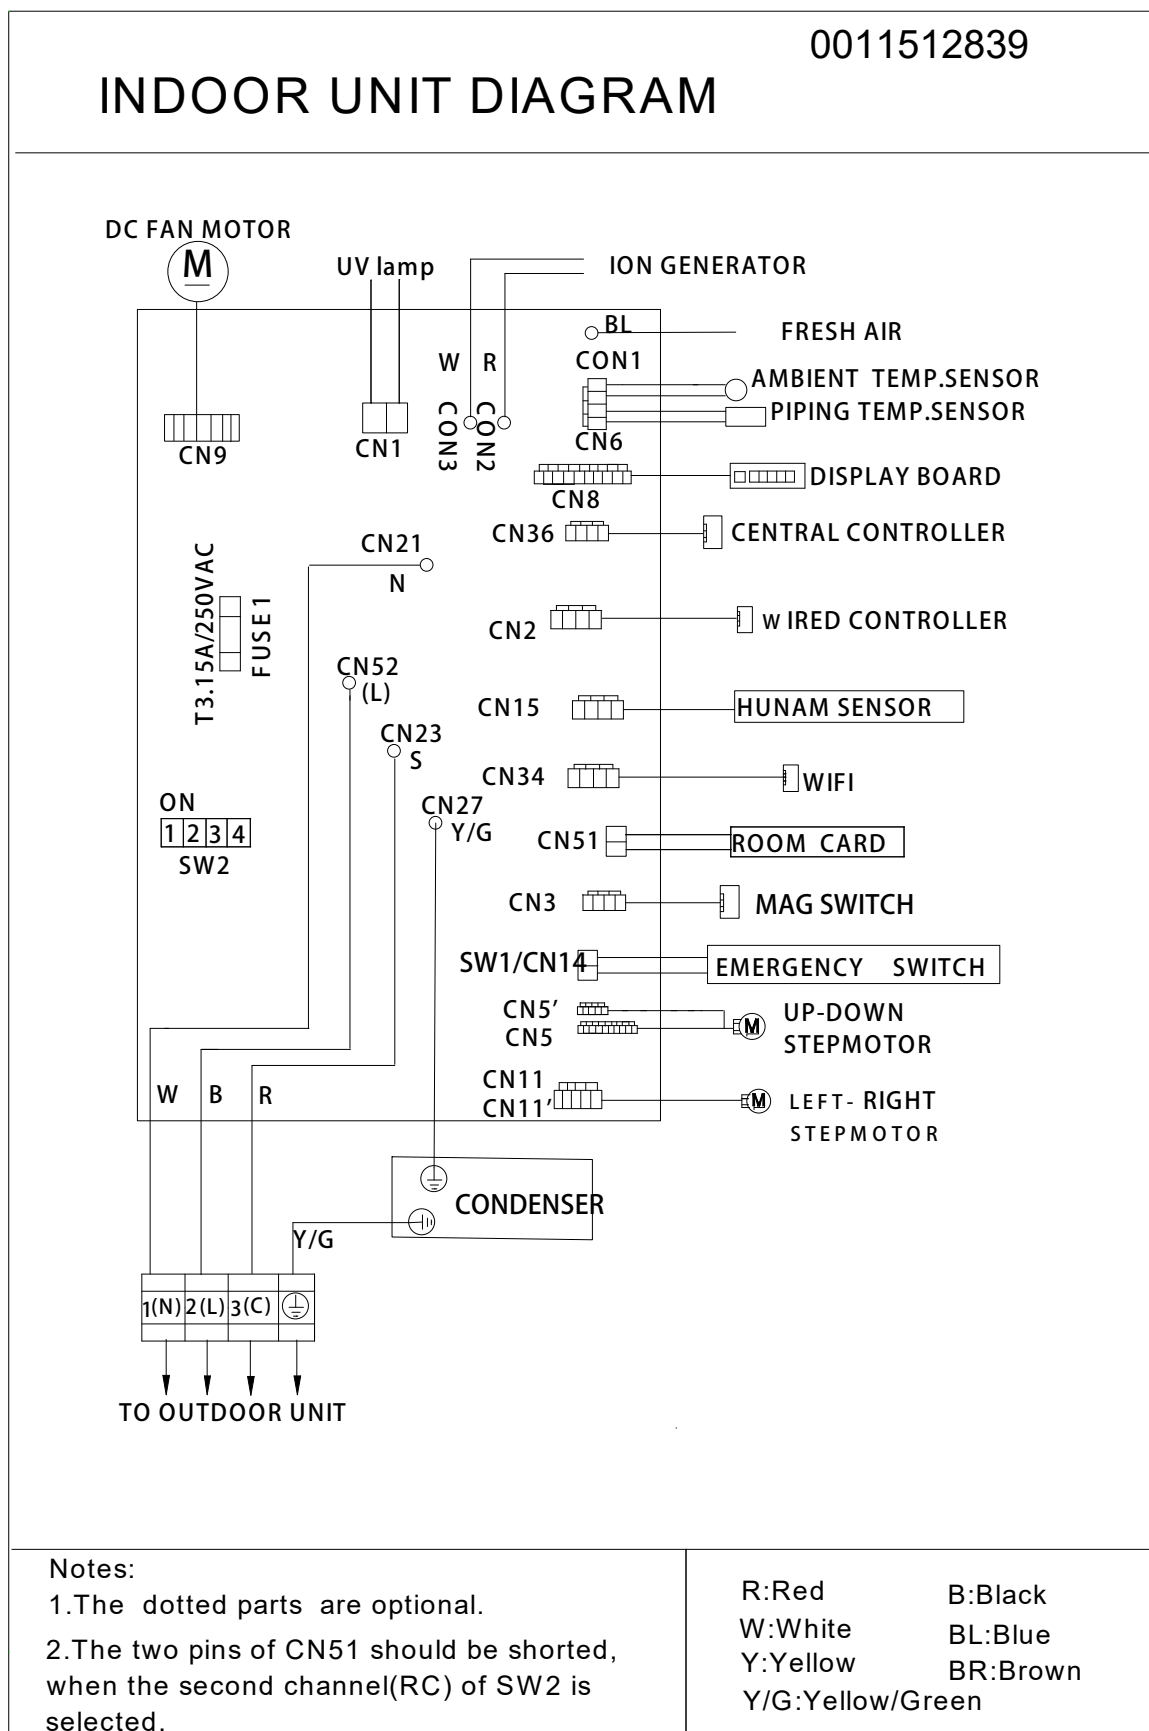 0011512839
INDOOR UNIT DIAGRAM
DC FAN MOTOR
M
UV lamp
ION GENERATOR
BL
FRESH AIR
W R
CON1
AMBIENT TEMP.SENSOR
PIPING TEMP.SENSOR
CN9
CN1
CON3
CON2
CN6
DISPLAY BOARD
CN8
CN36
CENTRAL CONTROLLER
CN21
N
T3.15A/250VAC
FUSE1
CN2
w IRED CONTROLLER
CN52
(L)
CN15
HUNAM SENSOR
CN23
S
CN34
WIFI
ON
1 2 3 4
SW2
CN27
Y/G
CN51
ROOM CARD
CN3
MAG SWITCH
SW1/CN14
EMERGENCY SWITCH
CN5'
CN5
M
UP-DOWN
STEPMOTOR
CN11
CN11'
M
LEFT- RIGHT
STEPMOTOR
W B R
CONDENSER
Y/G
1(N) 2(L) 3(C)
TO OUTDOOR UNIT
Notes:
1.The dotted parts are optional.
2.The two pins of CN51 should be shorted,
when the second channel(RC) of SW2 is
selected.
R:Red B:Black
W:White BL:Blue
Y:Yellow BR:Brown
Y/G:Yellow/Green